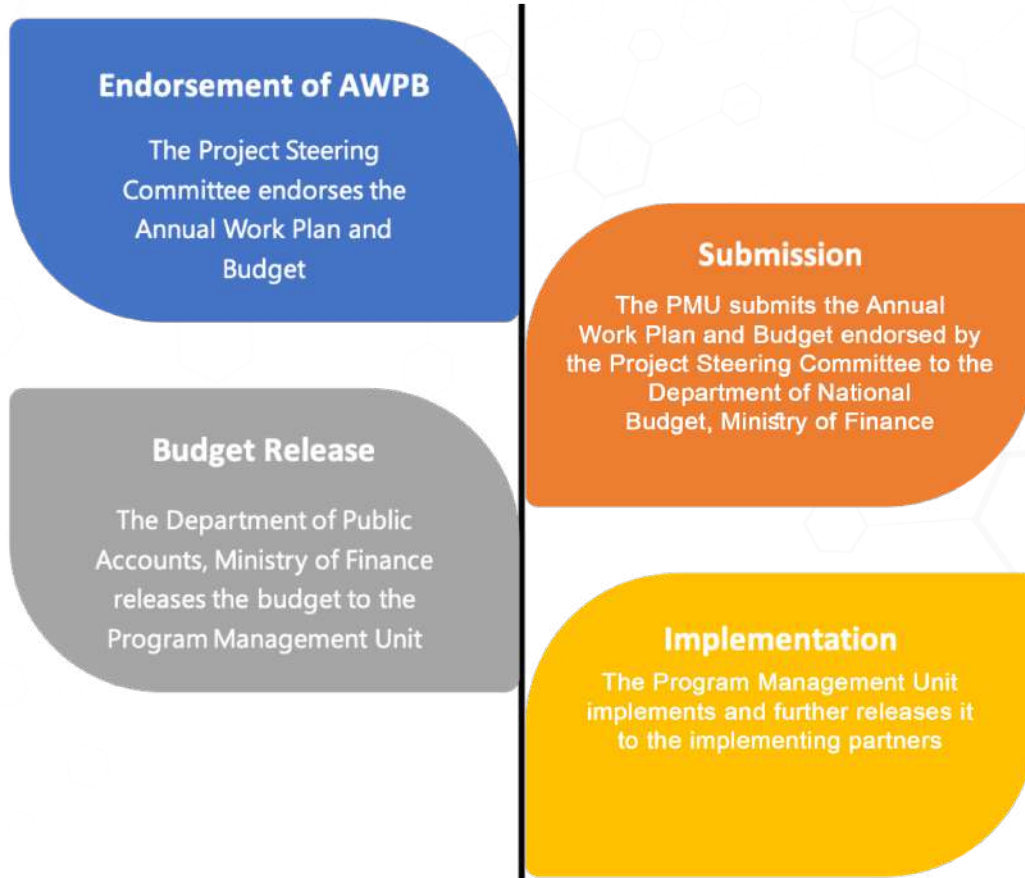 Endorsement of AWPB
The Project Steering
Committee endorses the
Annual Work Plan and
Budget
Submission
The PMU submits the Annual
Work Plan and Budget endorsed by
the Project Steering Committee to the
Department of National
Budget, Ministry of Finance
Budget Release
The Department of Public
Accounts, Ministry of Finance
releases the budget to the
Program Management Unit
Implementation
The Program Management Unit
implements and further releases it
to the implementing partners